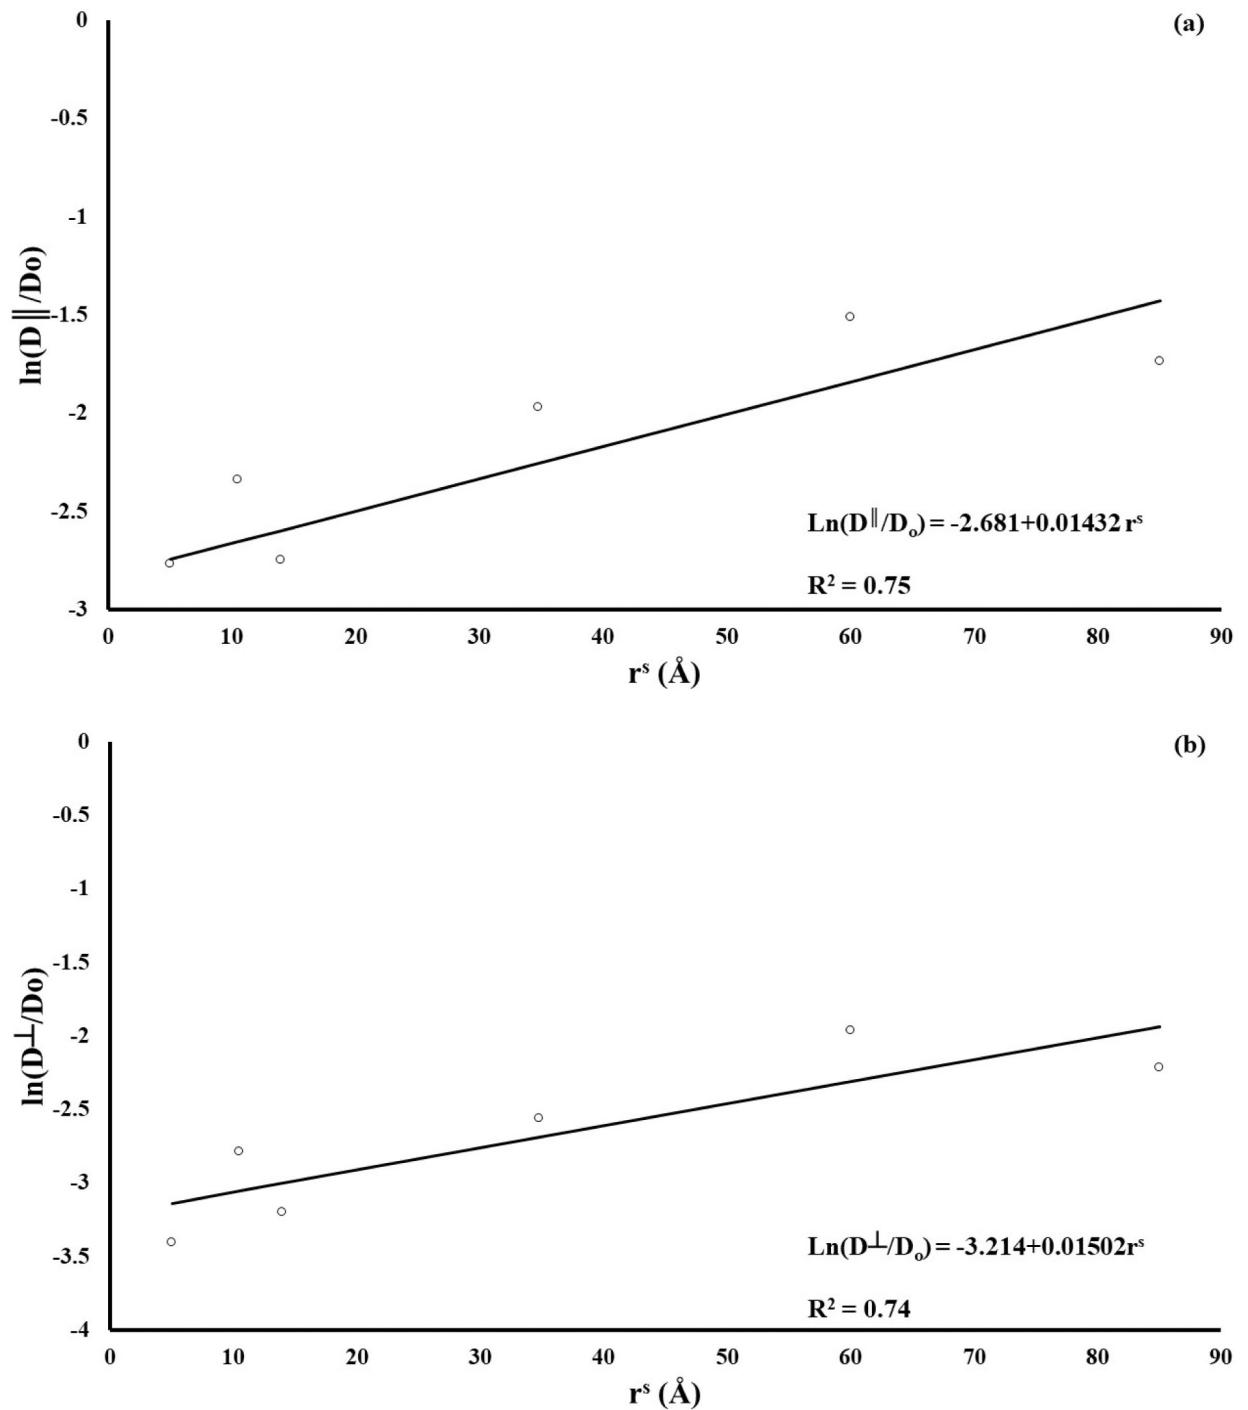 (a)
0
-0.5
-1
-1.5
-2
-2.5
-3
ln(D∥/Do)
Ln(D∥/Do) = -2.681+0.01432 rˢ
R² = 0.75
0 10 20 30 40 50 60 70 80 90
rˢ (Å)
(b)
0
-0.5
-1
-1.5
-2
-2.5
-3
-3.5
-4
ln(D⊥/Do)
Ln(D⊥/Do) = -3.214+0.01502rˢ
R² = 0.74
0 10 20 30 40 50 60 70 80 90
rˢ (Å)